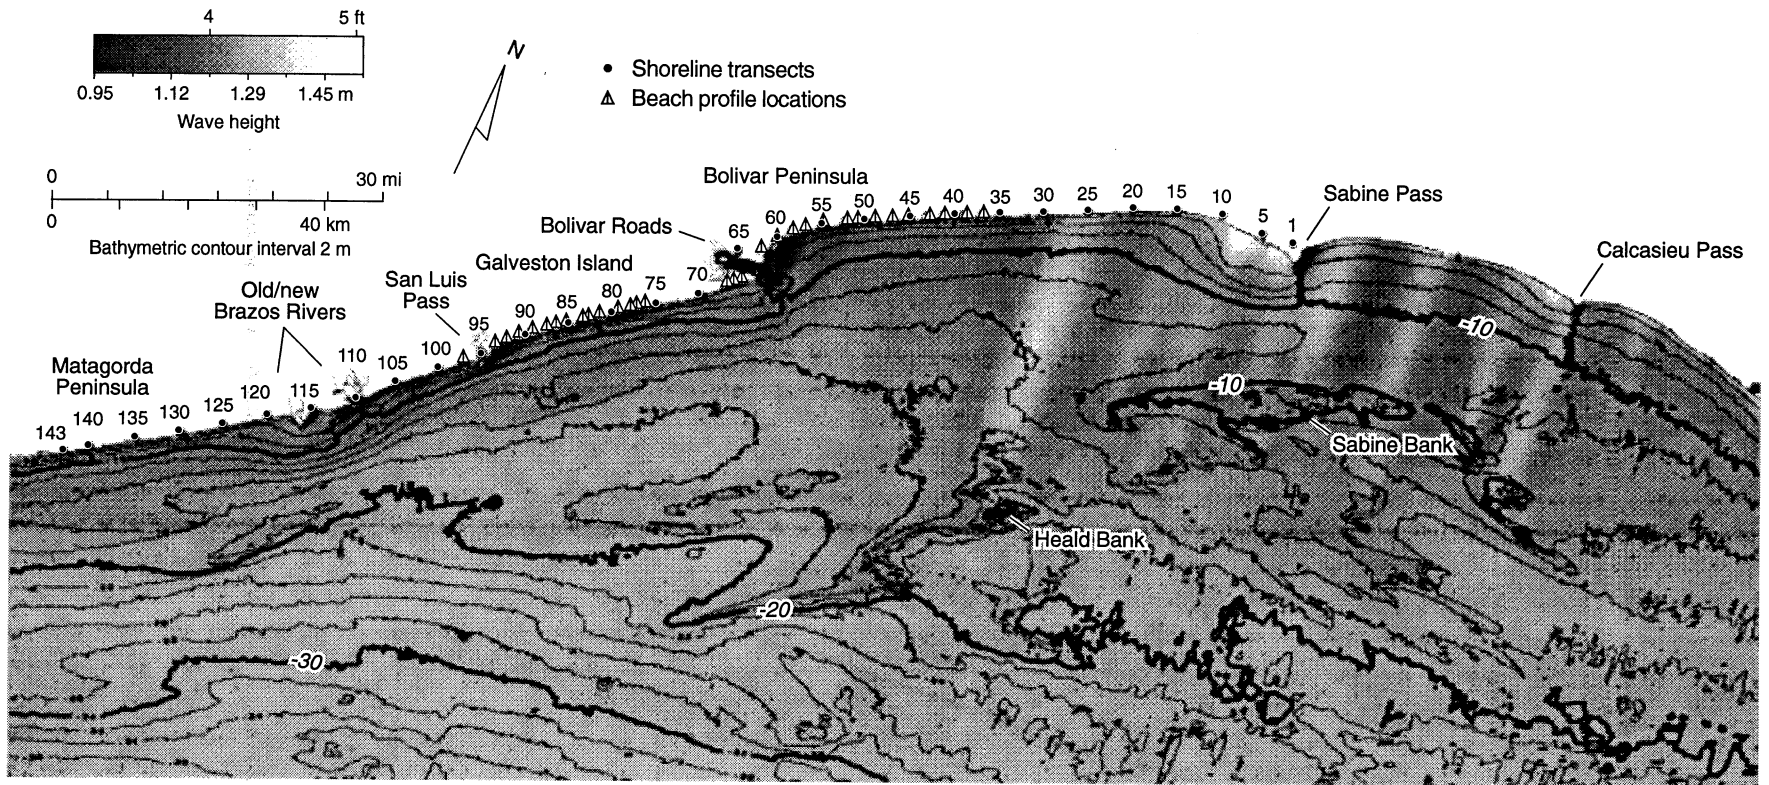 4 5 ft
0.95 1.12 1.29 1.45 m
Wave height
N
Shoreline transects
Beach profile locations
0 30 mi
0 40 km
Bathymetric contour interval 2 m
Bolivar Peninsula
Bolivar Roads
Galveston Island
San Luis
Pass
Old/new
Brazos Rivers
Matagorda
Peninsula
Sabine Pass
Calcasieu Pass
143 140 135 130 125 120 115 110 105 100 95 90 85 80 75 70 65 60 55 50 45 40 35 30 25 20 15 10 5 1
-10
-10
Sabine Bank
Heald Bank
-20
-30